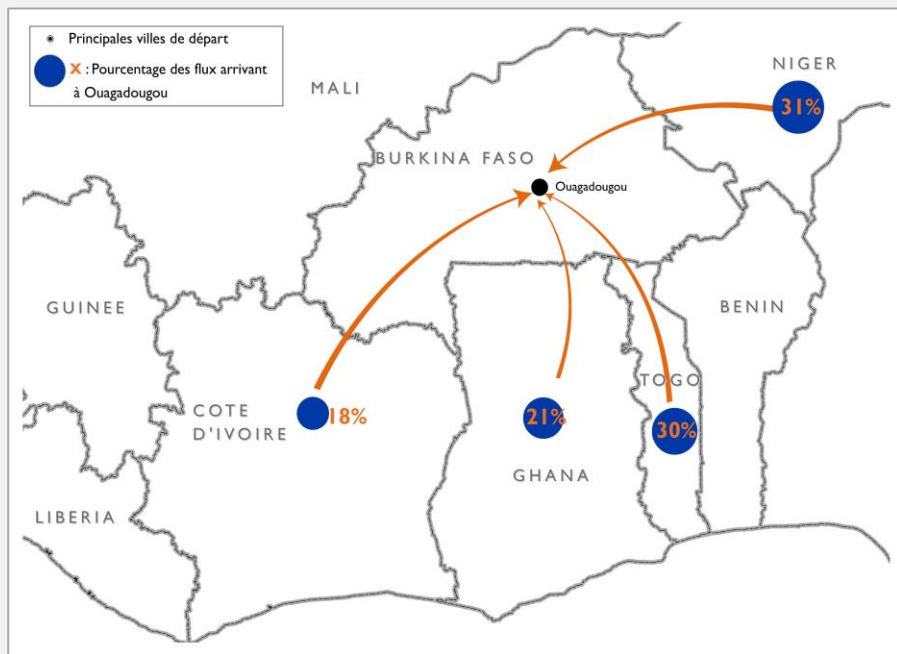 Principales villes de départ
X : Pourcentage des flux arrivant
à Ouagadougou
NIGER
MALI
31%
BURKINA FASO
Ouagadougou
GUINEE
BENIN
TOGO
COTE
D'IVOIRE
18%
21%
30%
GHANA
LIBERIA